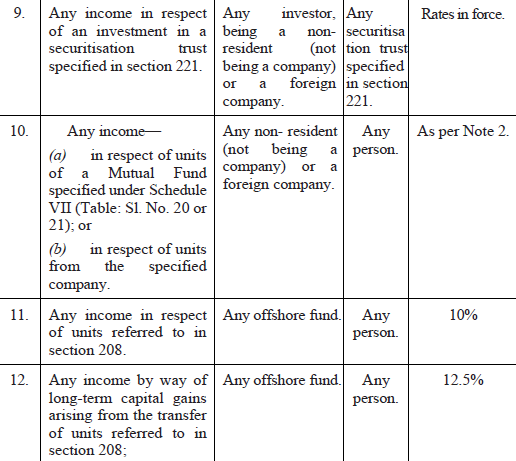 9.
Any income in respect
of an investment in a
securitisation trust
specified in section 221.
Any investor,
being a non-
resident (not
being a company)
or a foreign
company.
Any
securitisa
tion trust
specified
in section
221.
Rates in force.
10.
Any income—
(a) in respect of units
of a Mutual Fund
specified under Schedule
VII (Table: Sl. No. 20 or
21); or
(b) in respect of units
from the specified
company.
Any non- resident
(not being a
company) or a
foreign company.
Any
person.
As per Note 2.
11.
Any income in respect
of units referred to in
section 208.
Any offshore fund.
Any
person.
10%
12.
Any income by way of
long-term capital gains
arising from the transfer
of units referred to in
section 208;
Any offshore fund.
Any
person.
12.5%